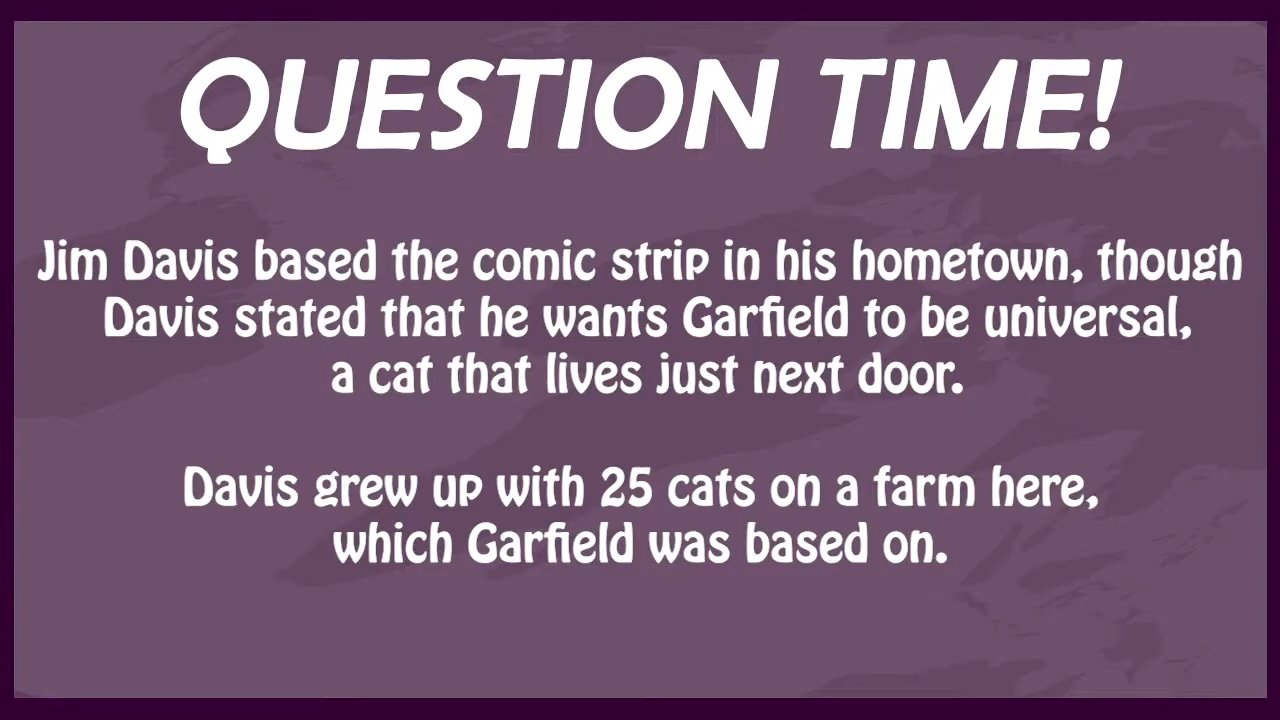 QUESTION TIME!
Jim Davis based the comic strip in his hometown, though
Davis stated that he wants Garfield to be universal,
a cat that lives just next door.
Davis grew up with 25 cats on a farm here,
which Garfield was based on.